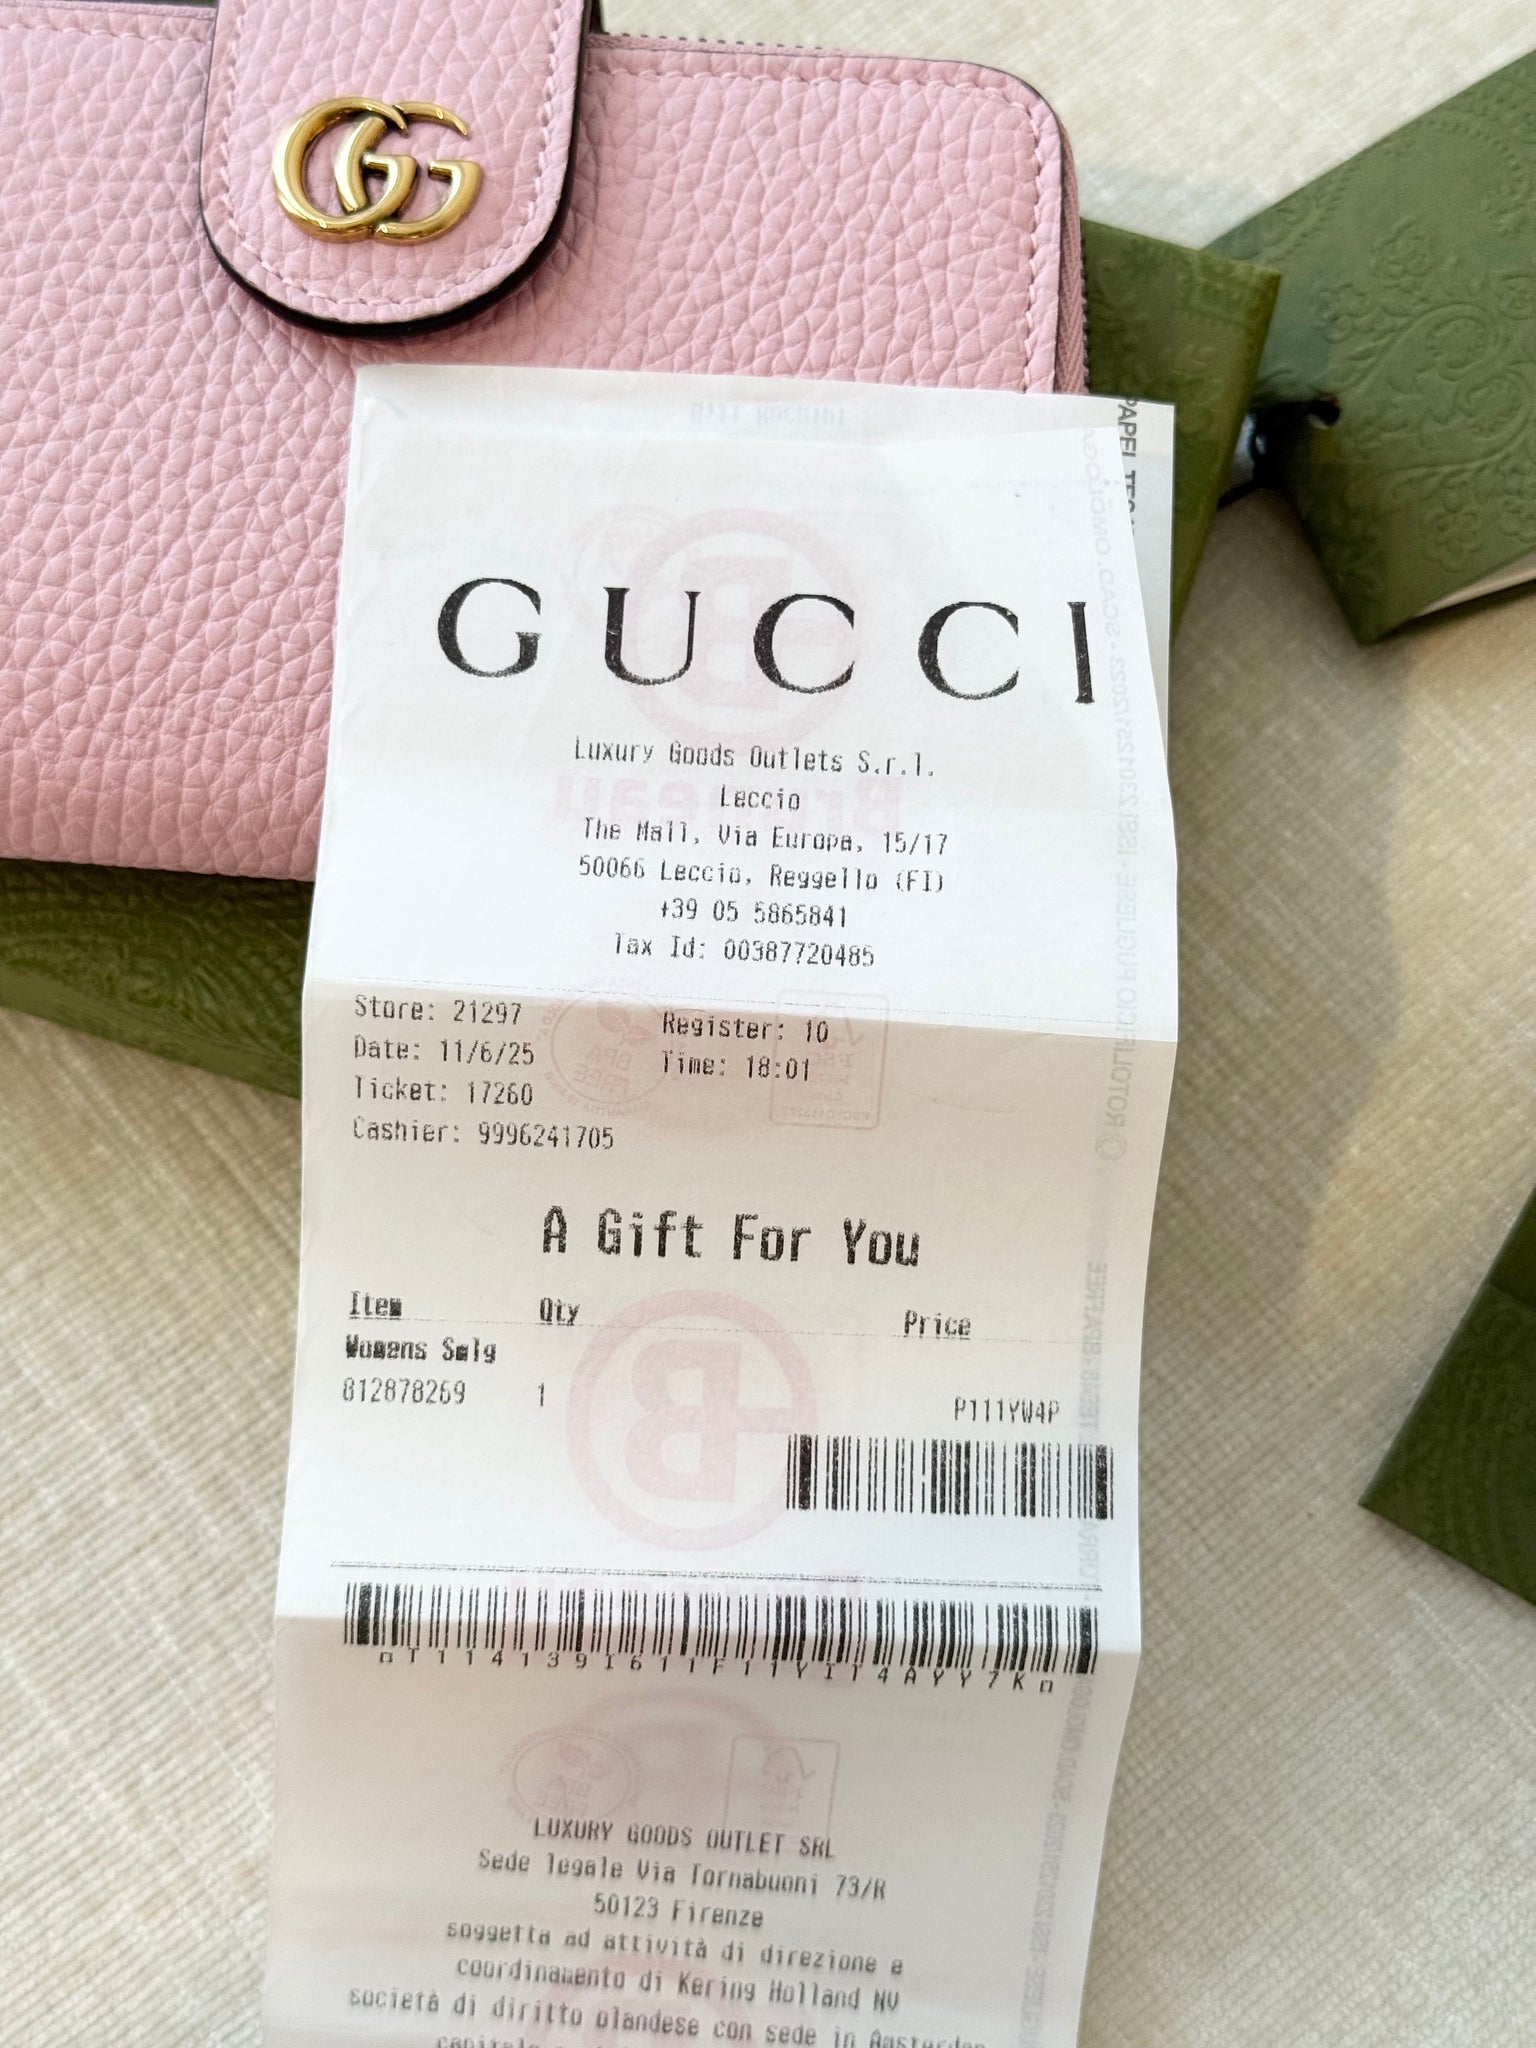 GUCCI
Luxury Goods Outlets S.r.l.
Leccio
The Mall, Via Europa, 15/17
50066 Leccio, Reggello (FI)
+39 05 5865841
Tax Id: 00387720485
Store: 21297 Register: 10
Date: 11/6/25 Time: 18:01
Ticket: 17260
Cashier: 9996241705
A Gift For You
Item Qty Price
Womens Smlg
812878269 1 P111YW4P
T114139I611F11YIT4AYY7K
LUXURY GOODS OUTLET SRL
Sede legale Via Tornabuoni 73/R
50123 Firenze
soggetta ad attività di direzione e
coordinamento di Kering Holland NV
società di diritto olandese con sede in Amsterdam
PAPEL